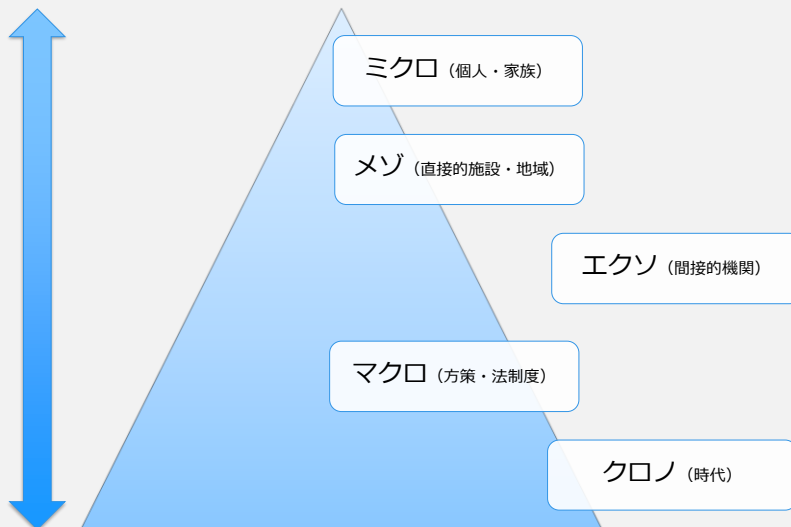 ミクロ（個人・家族）
メゾ（直接的施設・地域）
エクソ（間接的機関）
マクロ（方策・法制度）
クロノ（時代）